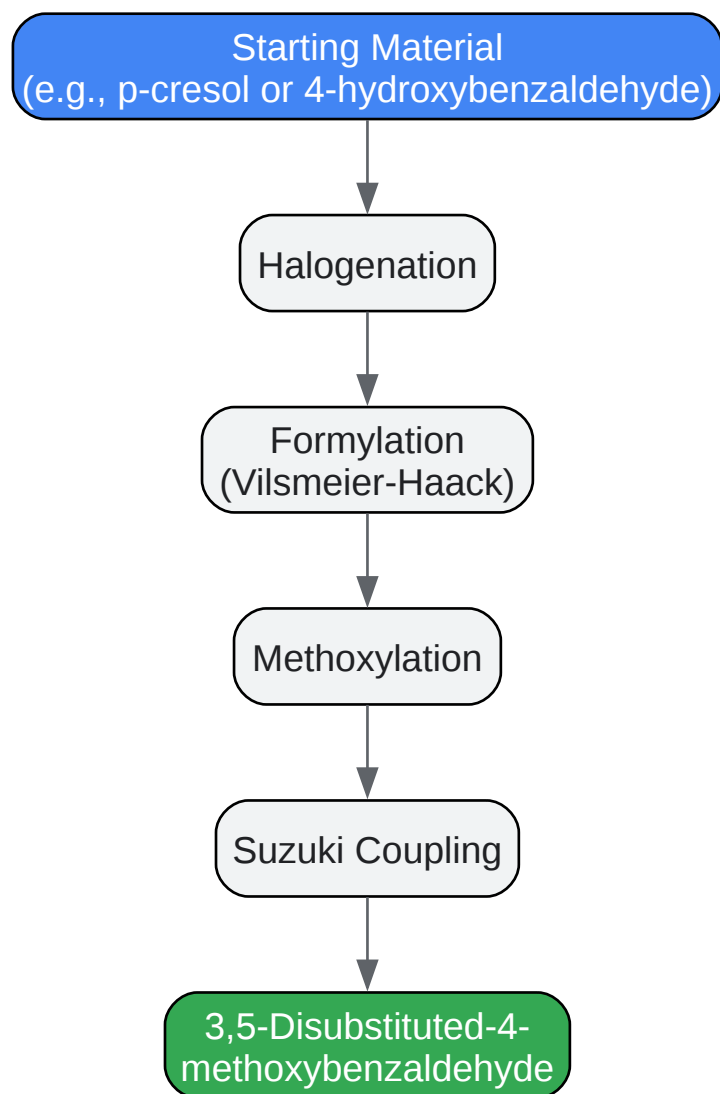 Starting Material
(e.g., p-cresol or 4-hydroxybenzaldehyde)
Halogenation
Formylation
(Vilsmeier-Haack)
Methoxylation
Suzuki Coupling
3,5-Disubstituted-4-
methoxybenzaldehyde